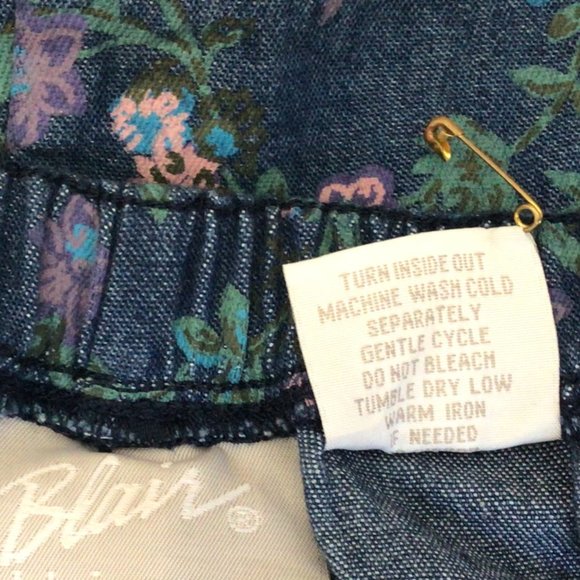 TURN INSIDE OUT
MACHINE WASH COLD
SEPARATELY
GENTLE CYCLE
DO NOT BLEACH
TUMBLE DRY LOW
WARM IRON
IF NEEDED
Blair®